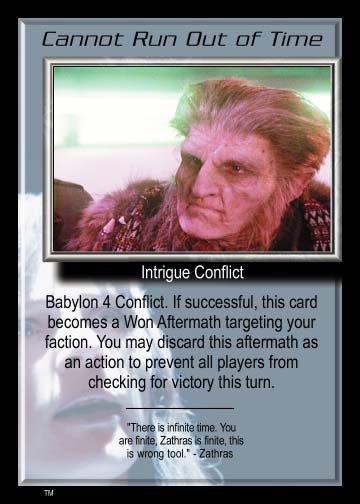 Cannot Run Out of Time
Intrigue Conflict
Babylon 4 Conflict. If successful, this card
becomes a Won Aftermath targeting your
faction. You may discard this aftermath as
an action to prevent all players from
checking for victory this turn.
"There is infinite time. You
are finite, Zathras is finite, this
is wrong tool." - Zathras
TM